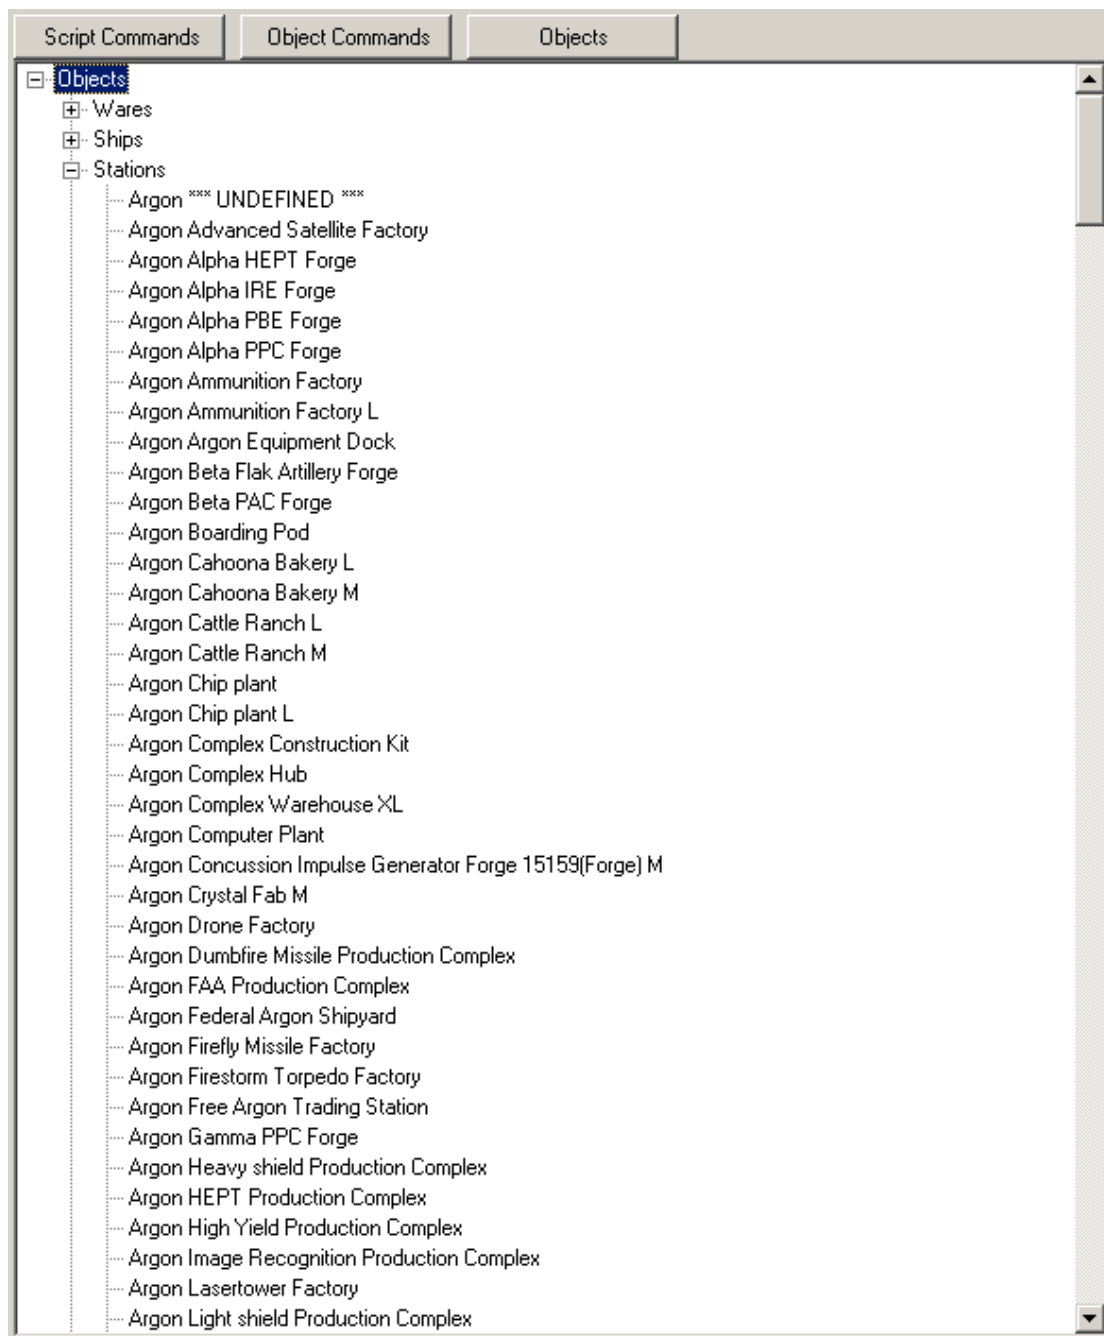 Script Commands Object Commands Objects
Objects
Wares
Ships
Stations
Argon *** UNDEFINED ***
Argon Advanced Satellite Factory
Argon Alpha HEPT Forge
Argon Alpha IRE Forge
Argon Alpha PBE Forge
Argon Alpha PPC Forge
Argon Ammunition Factory
Argon Ammunition Factory L
Argon Argon Equipment Dock
Argon Beta Flak Artillery Forge
Argon Beta PAC Forge
Argon Boarding Pod
Argon Cahoona Bakery L
Argon Cahoona Bakery M
Argon Cattle Ranch L
Argon Cattle Ranch M
Argon Chip plant
Argon Chip plant L
Argon Complex Construction Kit
Argon Complex Hub
Argon Complex Warehouse XL
Argon Computer Plant
Argon Concussion Impulse Generator Forge 15159(Forge) M
Argon Crystal Fab M
Argon Drone Factory
Argon Dumbfire Missile Production Complex
Argon FAA Production Complex
Argon Federal Argon Shipyard
Argon Firefly Missile Factory
Argon Firestorm Torpedo Factory
Argon Free Argon Trading Station
Argon Gamma PPC Forge
Argon Heavy shield Production Complex
Argon HEPT Production Complex
Argon High Yield Production Complex
Argon Image Recognition Production Complex
Argon Lasertower Factory
Argon Light shield Production Complex